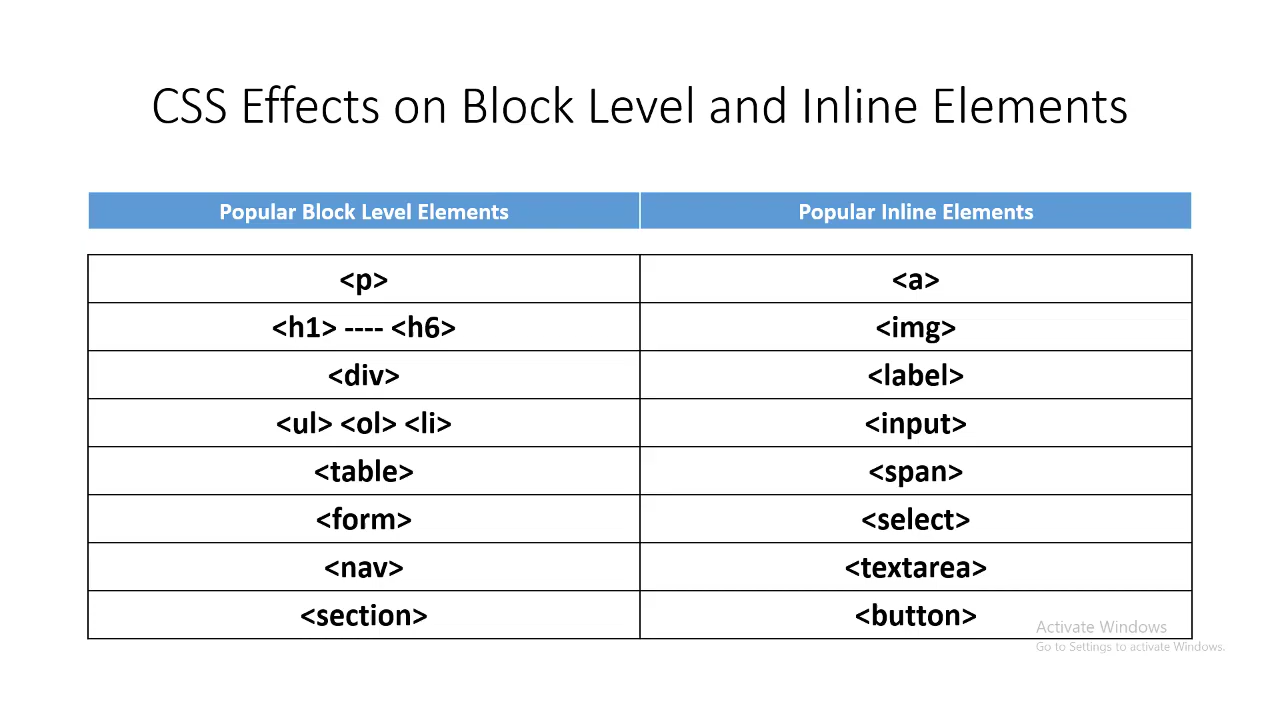 CSS Effects on Block Level and Inline Elements
Popular Block Level Elements Popular Inline Elements
<p> <a>
<h1> ---- <h6> <img>
<div> <label>
<ul> <ol> <li> <input>
<table> <span>
<form> <select>
<nav> <textarea>
<section> <button>
Activate Windows
Go to Settings to activate Windows.